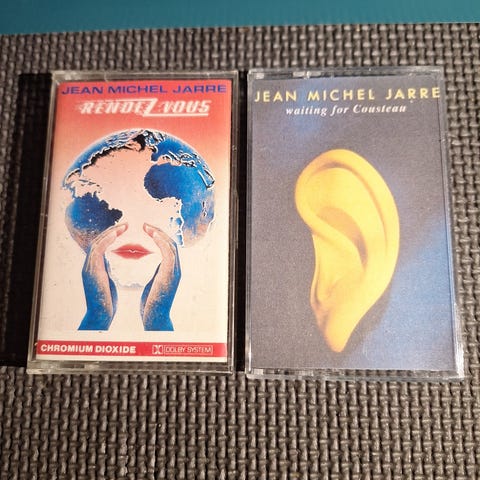 JEAN MICHEL JARRE
RENDEZ-VOUS
CHROMIUM DIOXIDE
DOLBY SYSTEM
JEAN MICHEL JARRE
waiting for Cousteau